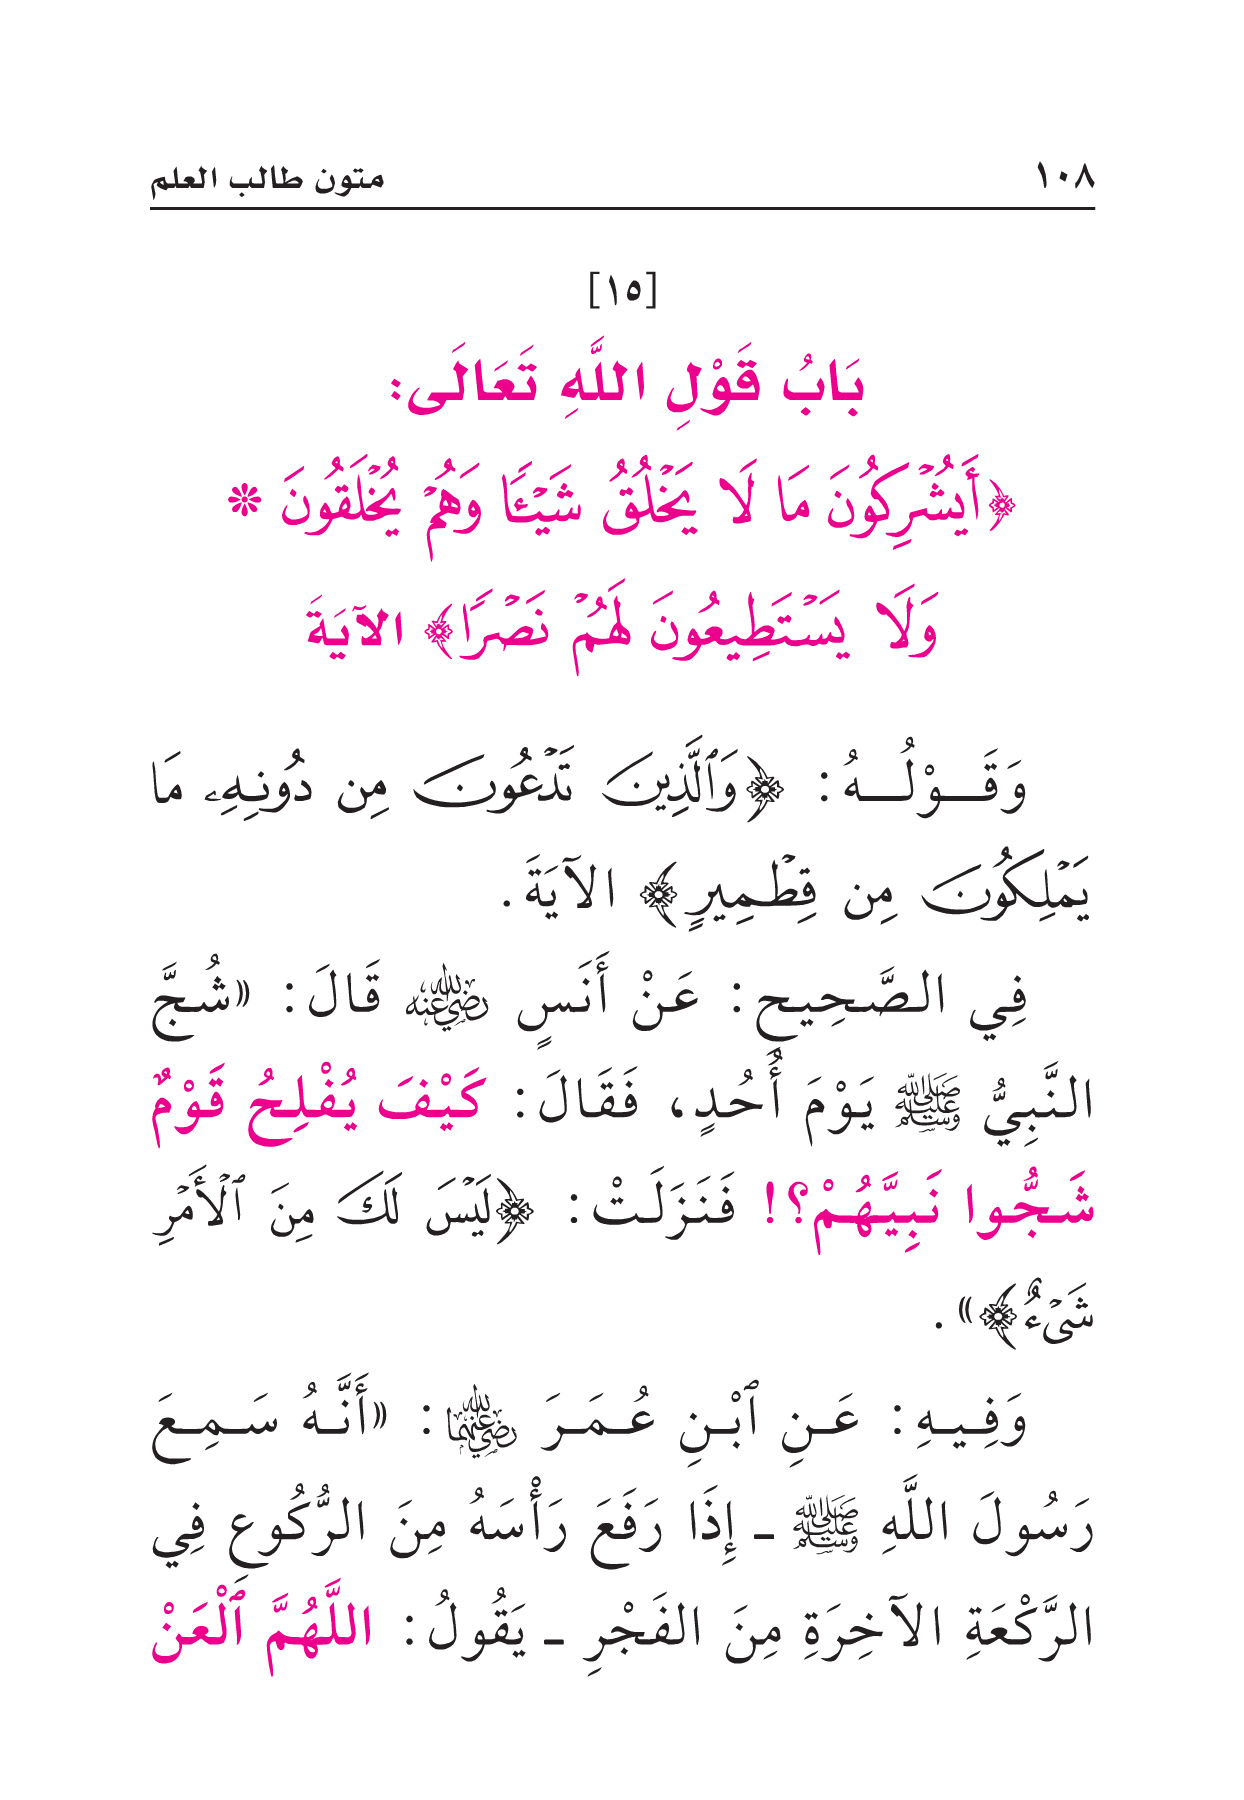 ١٠٨ متون طالب العلم
[١٥]
بَابُ قَوْلِ اللَّهِ تَعَالَى:
﴿أَيُشْرِكُونَ مَا لَا يَخْلُقُ شَيْئًا وَهُمْ يُخْلَقُونَ ❊
وَلَا يَسْتَطِيعُونَ لَهُمْ نَصْرًا﴾ الآيَةَ
وَقَوْلُهُ: ﴿وَٱلَّذِينَ تَدْعُونَ مِن دُونِهِۦ مَا
يَمْلِكُونَ مِن قِطْمِيرٍ﴾ الآيَةَ.
فِي الصَّحِيحِ: عَنْ أَنَسٍ رضي الله عنه قَالَ: «شُجَّ
النَّبِيُّ ﷺ يَوْمَ أُحُدٍ، فَقَالَ: كَيْفَ يُفْلِحُ قَوْمٌ
شَجُّوا نَبِيَّهُمْ؟! فَنَزَلَتْ: ﴿لَيْسَ لَكَ مِنَ ٱلْأَمْرِ
شَىْءٌ﴾».
وَفِيهِ: عَنِ ٱبْنِ عُمَرَ رضي الله عنهما: «أَنَّهُ سَمِعَ
رَسُولَ اللَّهِ ﷺ ـ إِذَا رَفَعَ رَأْسَهُ مِنَ الرُّكُوعِ فِي
الرَّكْعَةِ الآخِرَةِ مِنَ الفَجْرِ ـ يَقُولُ: اللَّهُمَّ ٱلْعَنْ